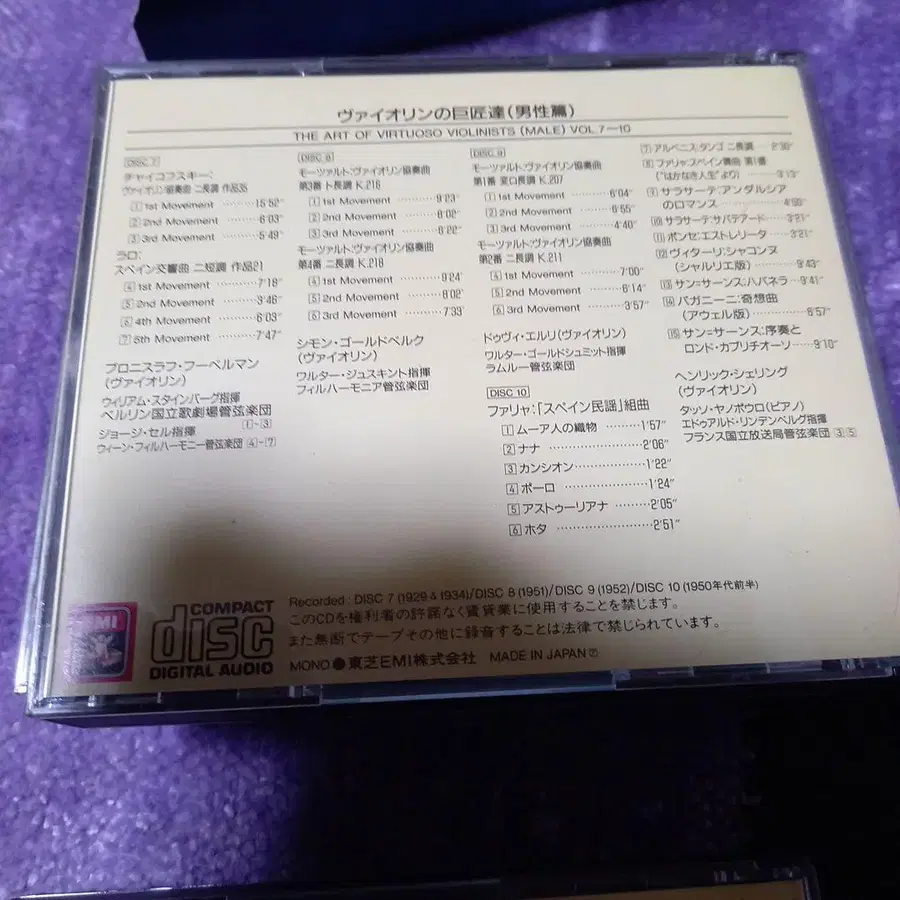 ヴァイオリンの巨匠達(男性篇)
THE ART OF VIRTUOSO VIOLINISTS (MALE) VOL 7〜10
DISC 7
チャイコフスキー:
ヴァイオリン協奏曲 ニ長調 作品35
1 1st Movement ………15'52"
2 2nd Movement ……… 6'03"
3 3rd Movement ……… 5'49"
ラロ:
スペイン交響曲 ニ短調 作品21
4 1st Movement ……… 7'18"
5 2nd Movement ……… 3'46"
6 4th Movement ……… 6'03"
7 5th Movement ……… 7'47"
ブロニスラフ・フーベルマン
(ヴァイオリン)
ウィリアム・スタインバーグ指揮
ベルリン国立歌劇場管弦楽団
1〜3
ジョージ・セル指揮
ウィーン・フィルハーモニー管弦楽団 4〜7
DISC 8
モーツァルト:ヴァイオリン協奏曲
第3番 ト長調 K.216
1 1st Movement ………9'23"
2 2nd Movement ………8'02"
3 3rd Movement ………6'22"
モーツァルト:ヴァイオリン協奏曲
第4番 ニ長調 K.218
4 1st Movement ………9'24"
5 2nd Movement ………8'02"
6 3rd Movement ………7'33"
シモン・ゴールドベルク
(ヴァイオリン)
ワルター・ジュスキント指揮
フィルハーモニア管弦楽団
DISC 9
モーツァルト:ヴァイオリン協奏曲
第1番 変ロ長調 K.207
1 1st Movement ………6'04"
2 2nd Movement ………6'55"
3 3rd Movement ………4'40"
モーツァルト:ヴァイオリン協奏曲
第2番 ニ長調 K.211
4 1st Movement ………7'00"
5 2nd Movement ………6'14"
6 3rd Movement ………3'57"
ドゥヴィ・エルリ(ヴァイオリン)
ワルター・ゴールドシュミット指揮
ラムルー管弦楽団
DISC 10
ファリャ:「スペイン民謡」組曲
1 ムーア人の織物 ………1'57"
2 ナナ ………2'06"
3 カンシオン ………1'22"
4 ポーロ ………1'24"
5 アストゥーリアナ ………2'05"
6 ホタ ………2'51"
7 アルベニス:タンゴ ニ長調 ……2'30"
8 ファリャ:スペイン舞曲 第1番
("はかなき人生"より) ………3'13"
9 サラサーテ:アンダルシア
のロマンス ………4'50"
10 サラサーテ:サパテアード ……3'21"
11 ポンセ:エストレリータ ………3'21"
12 ヴィターリ:シャコンヌ
(シャルリエ版) ………9'43"
13 サン=サーンス:ハバネラ …9'41"
14 パガニーニ:奇想曲
(アウェル版) ………8'57"
15 サン=サーンス:序奏と
ロンド・カプリチオーソ ……9'10"
ヘンリック・シェリング
(ヴァイオリン)
タッソ・ヤノポウロ(ピアノ)
エドゥアルド・リンデンベルグ指揮
フランス国立放送局管弦楽団
EMI
COMPACT
disc
DIGITAL AUDIO
Recorded : DISC 7 (1929 & 1934)/DISC 8 (1951)/DISC 9 (1952)/DISC 10 (1950年代前半)
このCDを権利者の許諾なく賃貸業に使用することを禁じます。
また無断でテープその他に録音することは法律で禁じられています。
MONO ● 東芝EMI株式会社 MADE IN JAPAN Ⓟ